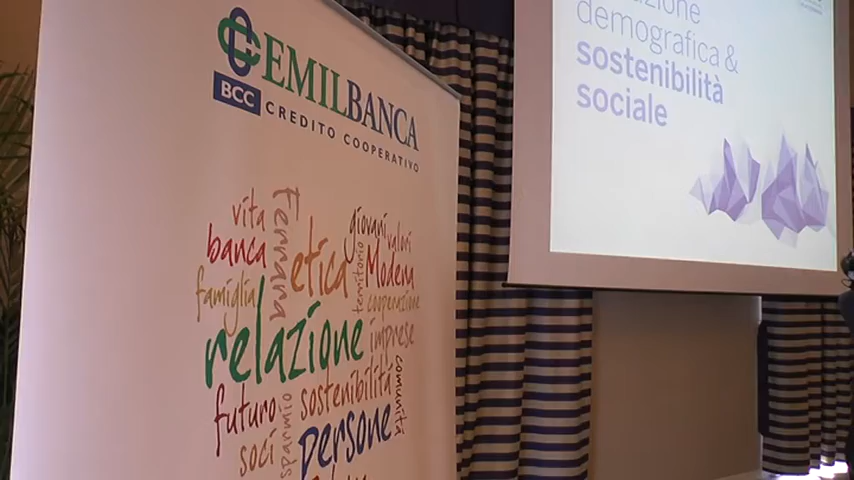 EMILBANCA
BCC CREDITO COOPERATIVO
vita
Ferrara
giovani
valori
banca
etica
territorio
Modena
famiglia
cooperazione
relazione
imprese
futuro
sostenibilità
comunità
soci
risparmio
persone
demografica &
sostenibilità
sociale